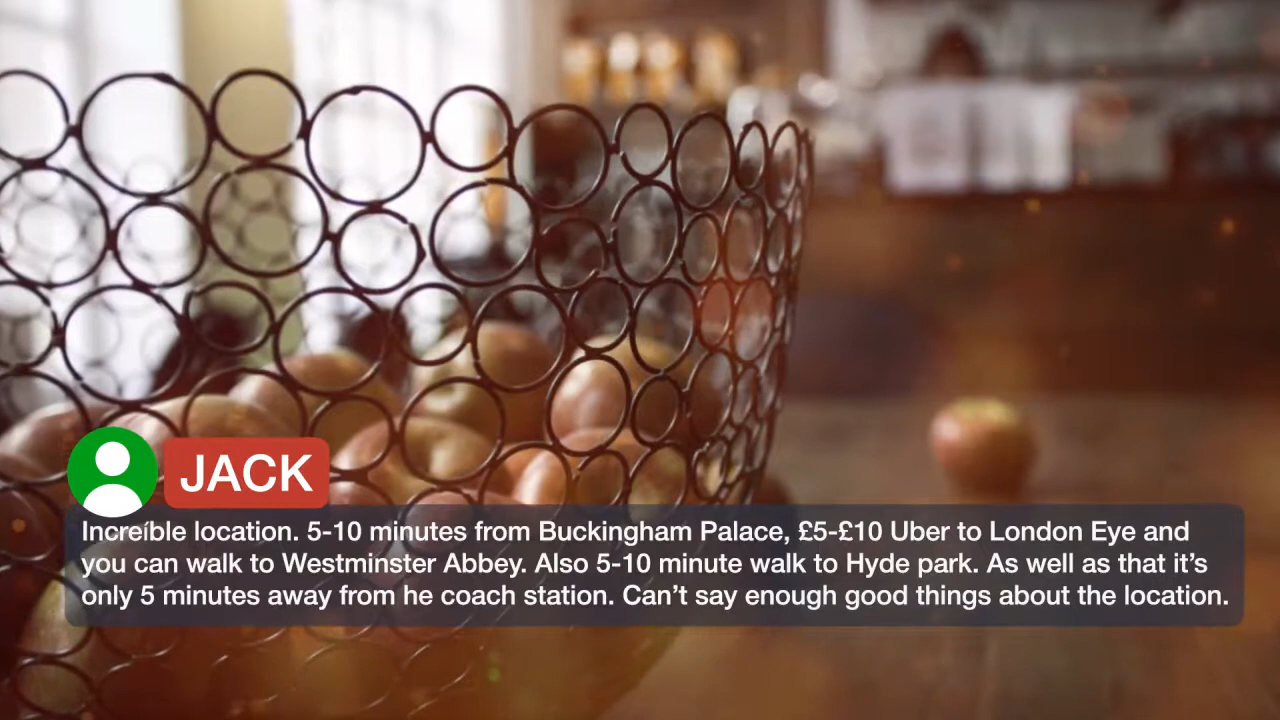 JACK
Increíble location. 5-10 minutes from Buckingham Palace, £5-£10 Uber to London Eye and
you can walk to Westminster Abbey. Also 5-10 minute walk to Hyde park. As well as that it’s
only 5 minutes away from he coach station. Can’t say enough good things about the location.